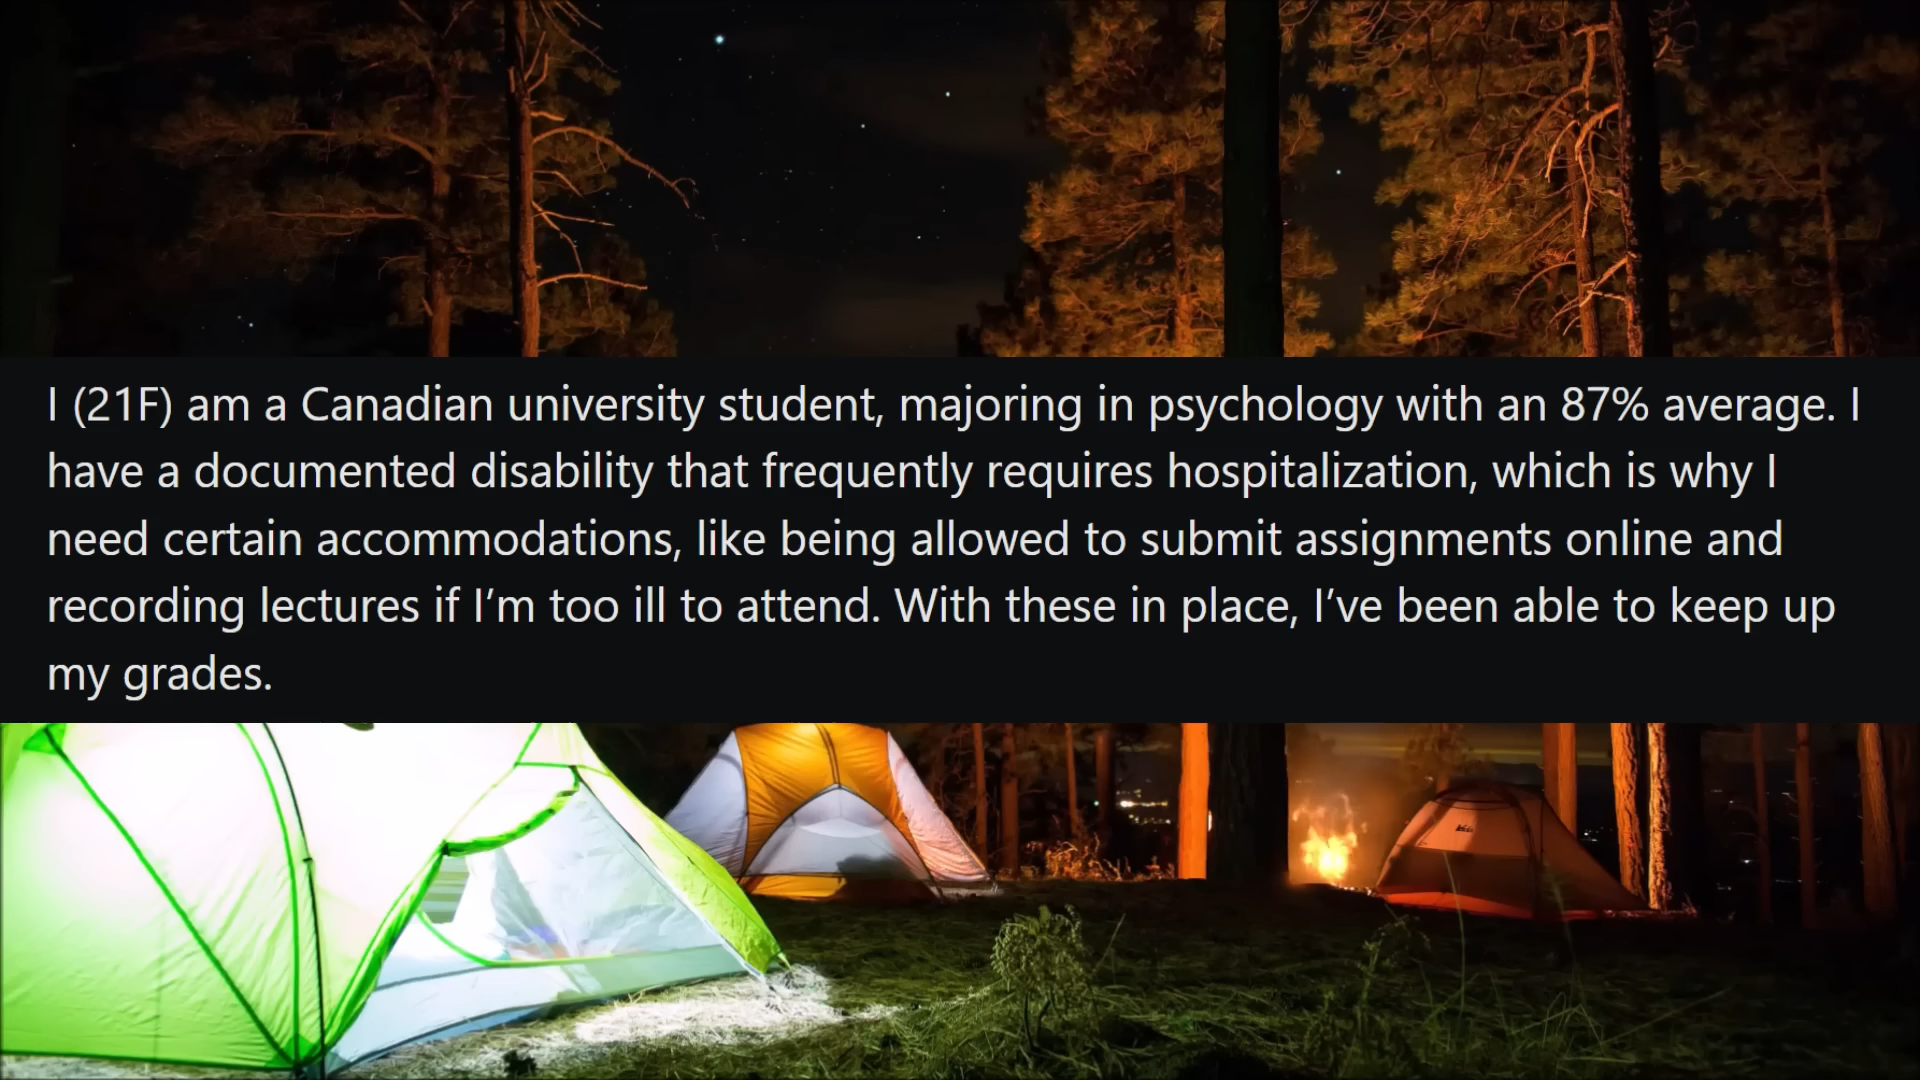 I (21F) am a Canadian university student, majoring in psychology with an 87% average. I
have a documented disability that frequently requires hospitalization, which is why I
need certain accommodations, like being allowed to submit assignments online and
recording lectures if I’m too ill to attend. With these in place, I’ve been able to keep up
my grades.